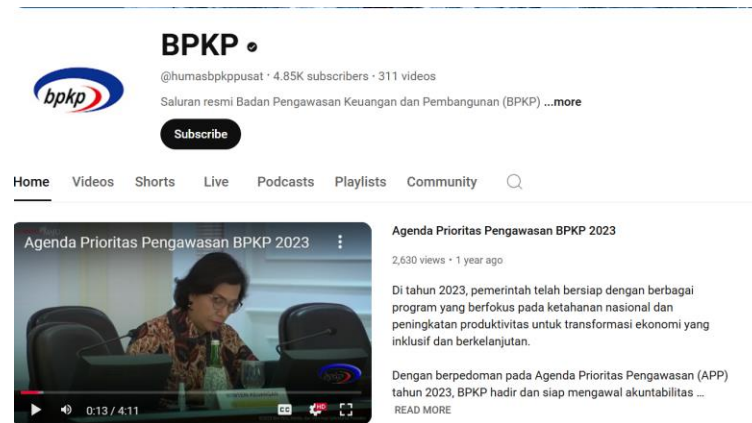 BPKP
@humasbpkppusat · 4.85K subscribers · 311 videos
bpkp
Saluran resmi Badan Pengawasan Keuangan dan Pembangunan (BPKP) ...more
Subscribe
Home Videos Shorts Live Podcasts Playlists Community
Agenda Prioritas Pengawasan BPKP 2023
bpkp
0:13 / 4:11
CC
HD
Agenda Prioritas Pengawasan BPKP 2023
2,630 views • 1 year ago
Di tahun 2023, pemerintah telah bersiap dengan berbagai
program yang berfokus pada ketahanan nasional dan
peningkatan produktivitas untuk transformasi ekonomi yang
inklusif dan berkelanjutan.
Dengan berpedoman pada Agenda Prioritas Pengawasan (APP)
tahun 2023, BPKP hadir dan siap mengawal akuntabilitas ...
READ MORE